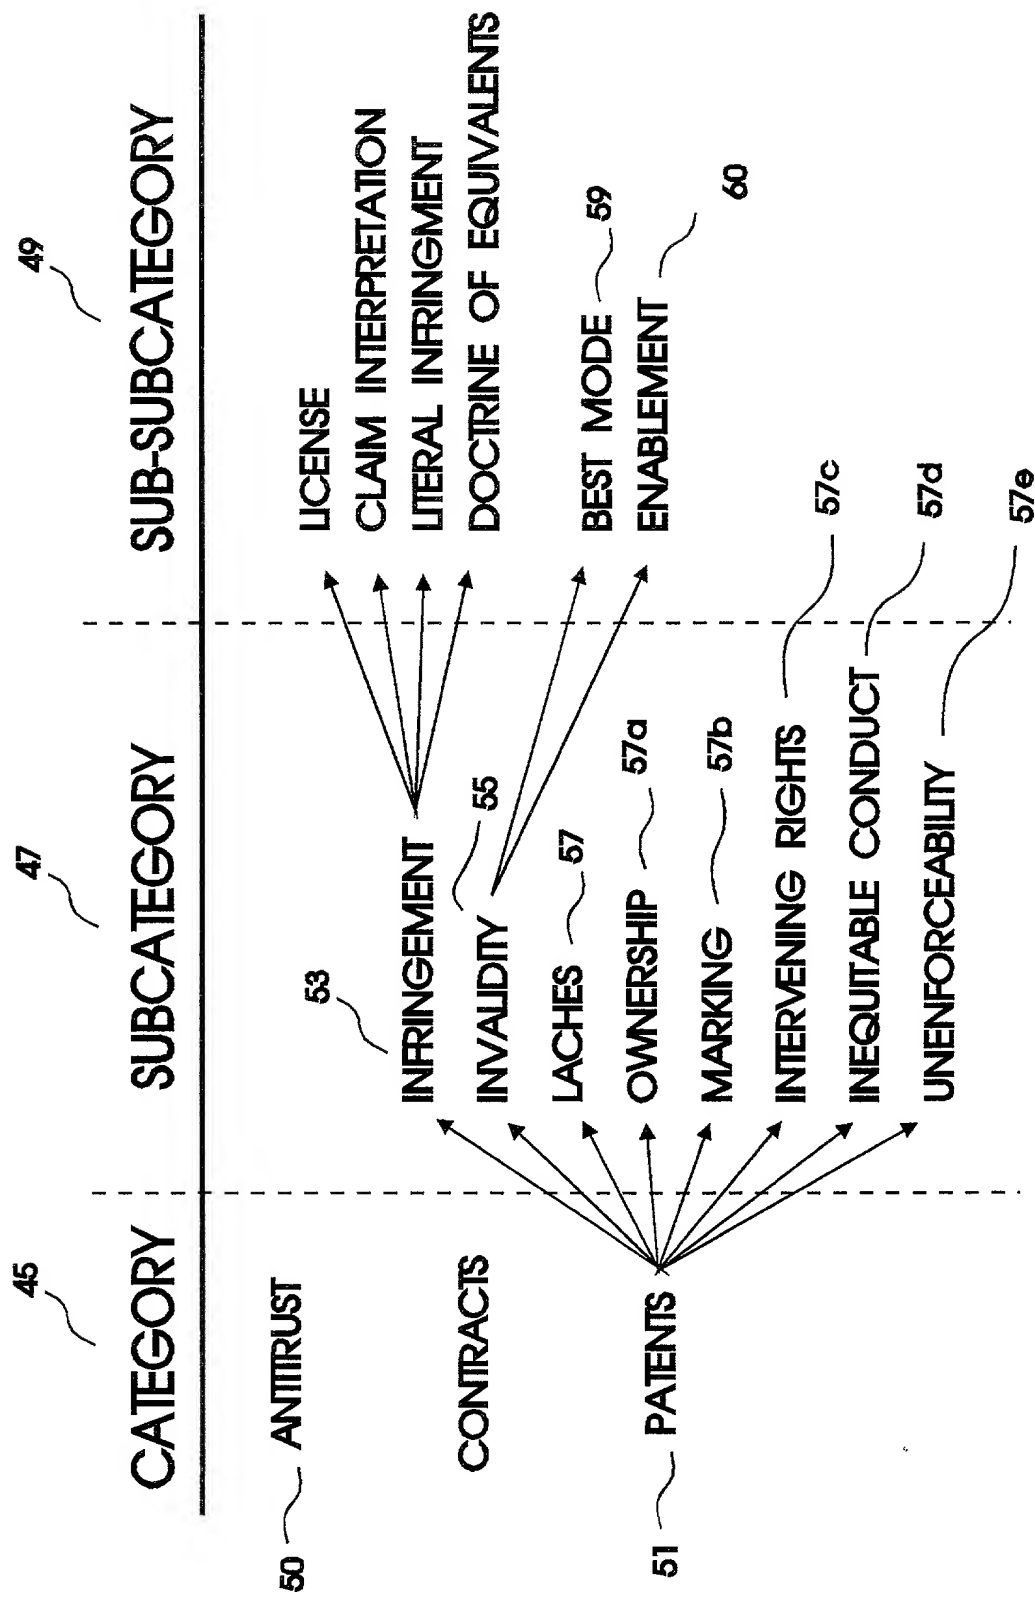 45
47
49
CATEGORY
SUBCATEGORY
SUB-SUBCATEGORY
50
ANTITRUST
CONTRACTS
51
PATENTS
53
INFRINGEMENT
INVALIDITY
55
LACHES
57
OWNERSHIP
57a
MARKING
57b
INTERVENING RIGHTS
57c
INEQUITABLE CONDUCT
57d
UNENFORCEABILITY
57e
LICENSE
CLAIM INTERPRETATION
LITERAL INFRINGMENT
DOCTRINE OF EQUIVALENTS
BEST MODE
59
ENABLEMENT
60